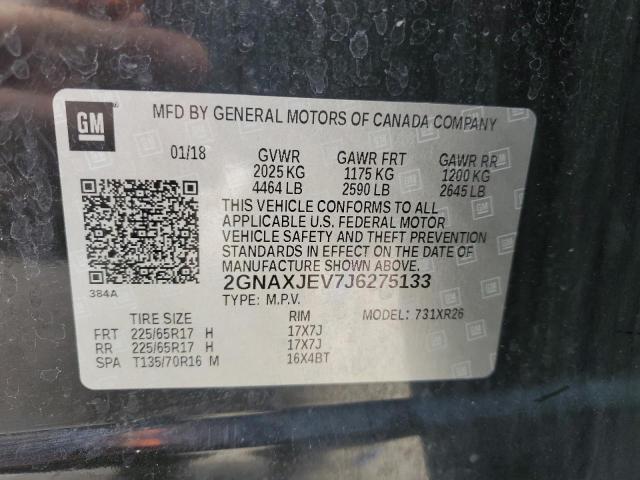 GM
MFD BY GENERAL MOTORS OF CANADA COMPANY
01/18 GVWR GAWR FRT GAWR RR
2025 KG 1175 KG 1200 KG
4464 LB 2590 LB 2645 LB
THIS VEHICLE CONFORMS TO ALL
APPLICABLE U.S. FEDERAL MOTOR
VEHICLE SAFETY AND THEFT PREVENTION
STANDARDS IN EFFECT ON THE DATE OF
MANUFACTURE SHOWN ABOVE.
384A
2GNAXJEV7J6275133
TYPE: M.P.V. MODEL: 731XR26
TIRE SIZE RIM
FRT 225/65R17 H 17X7J
RR 225/65R17 H 17X7J
SPA T135/70R16 M 16X4BT